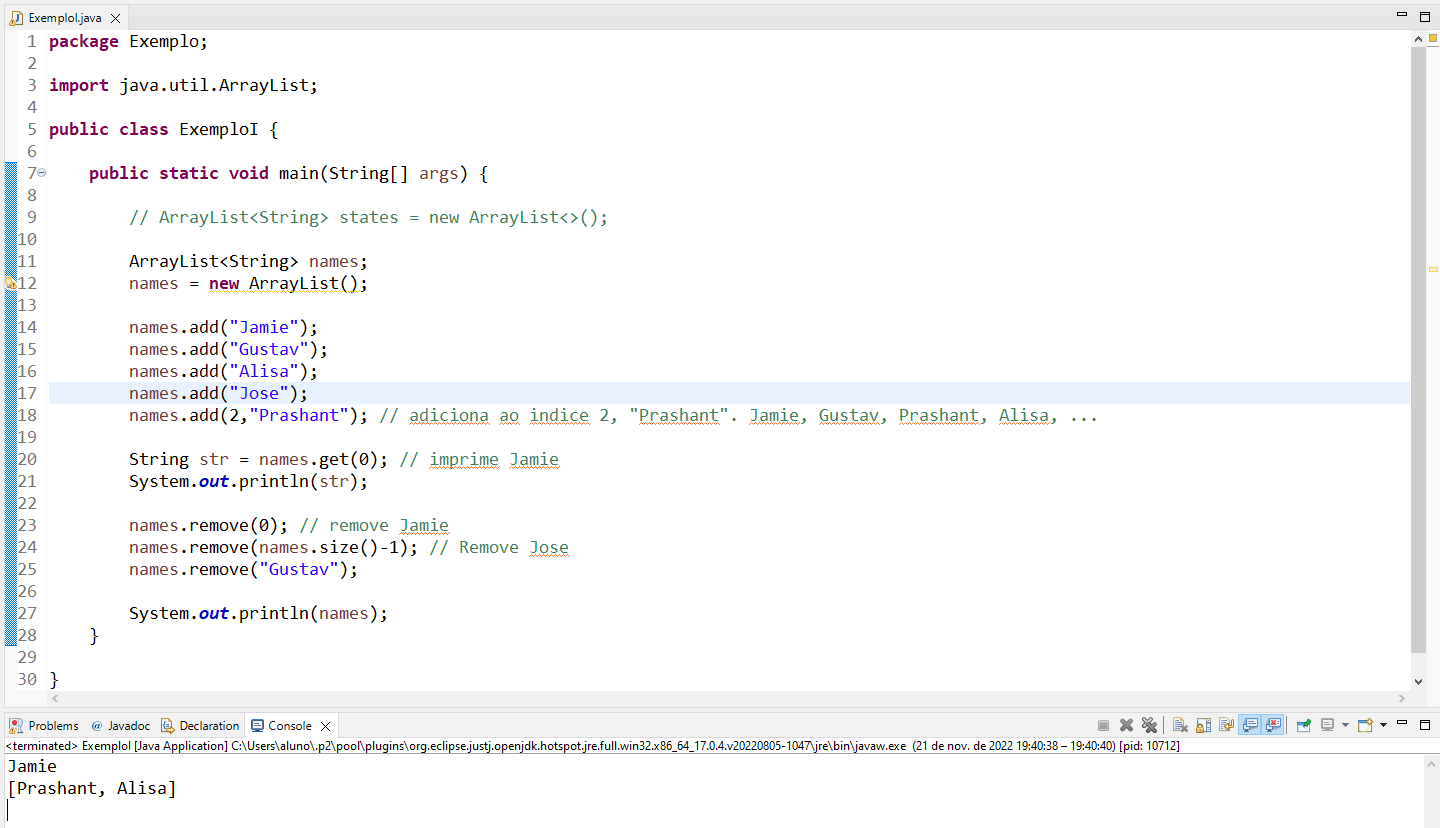 ExemploI.java
1 package Exemplo;
2
3 import java.util.ArrayList;
4
5 public class ExemploI {
6
7 public static void main(String[] args) {
8
9 // ArrayList<String> states = new ArrayList<>();
10
11 ArrayList<String> names;
12 names = new ArrayList();
13
14 names.add("Jamie");
15 names.add("Gustav");
16 names.add("Alisa");
17 names.add("Jose");
18 names.add(2,"Prashant"); // adiciona ao indice 2, "Prashant". Jamie, Gustav, Prashant, Alisa, ...
19
20 String str = names.get(0); // imprime Jamie
21 System.out.println(str);
22
23 names.remove(0); // remove Jamie
24 names.remove(names.size()-1); // Remove Jose
25 names.remove("Gustav");
26
27 System.out.println(names);
28 }
29
30 }
Problems @ Javadoc Declaration Console
<terminated> ExemploI [Java Application] C:\Users\aluno\.p2\pool\plugins\org.eclipse.justj.openjdk.hotspot.jre.full.win32.x86_64_17.0.4.v20220805-1047\jre\bin\javaw.exe (21 de nov. de 2022 19:40:38 – 19:40:40) [pid: 10712]
Jamie
[Prashant, Alisa]